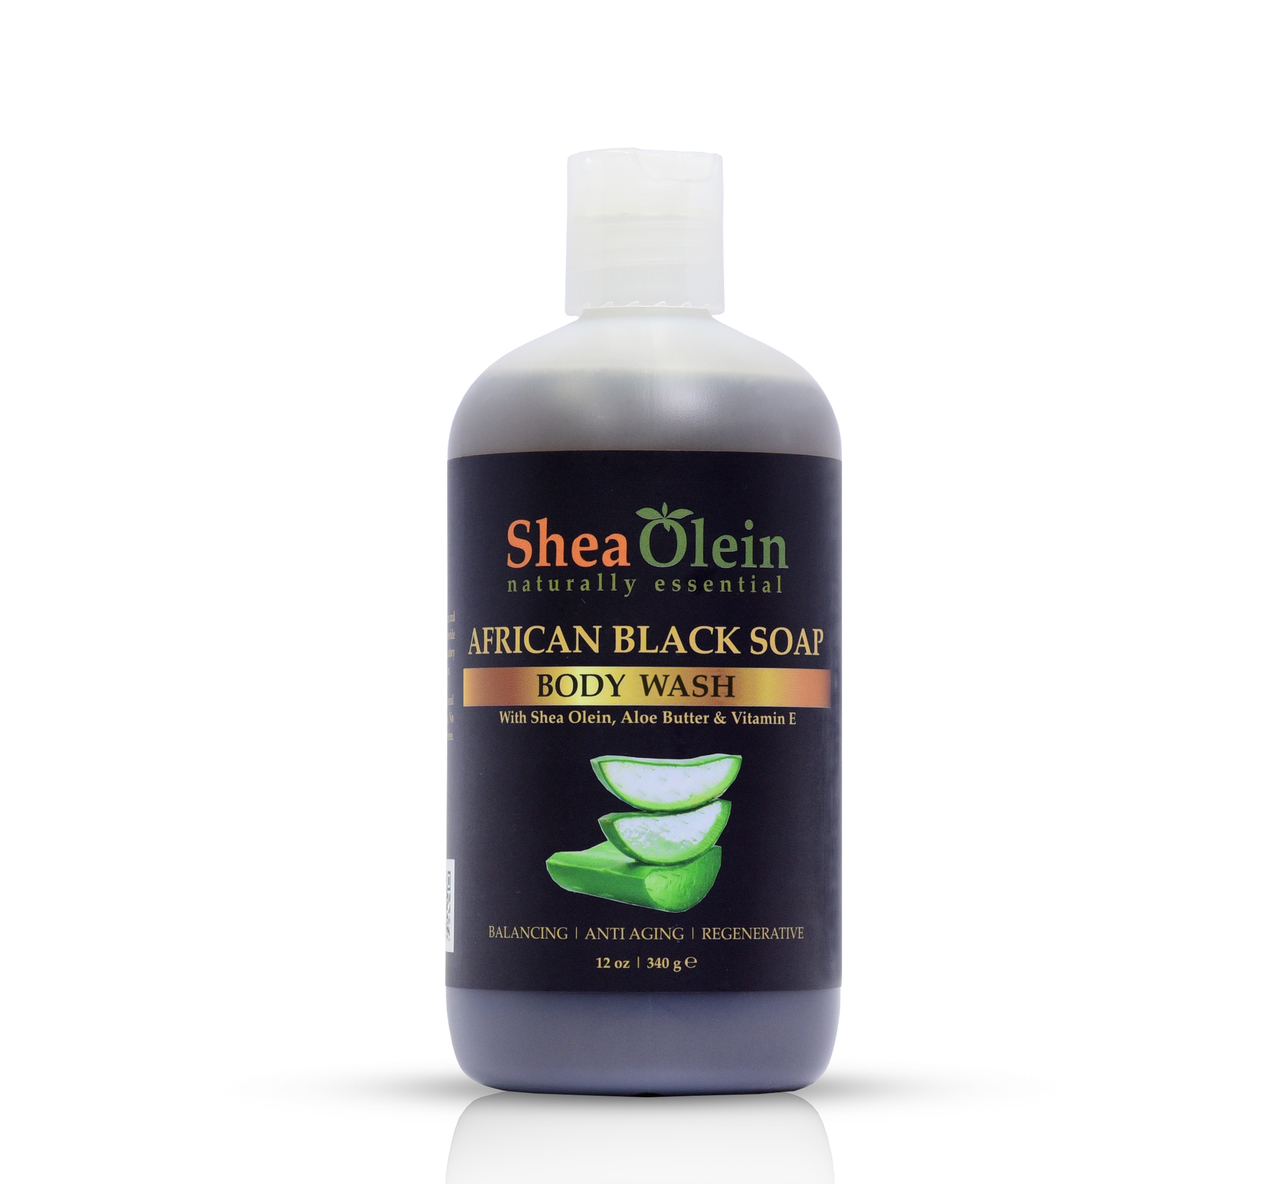 Shea Olein
naturally essential
AFRICAN BLACK SOAP
BODY WASH
With Shea Olein, Aloe Butter & Vitamin E
BALANCING | ANTI AGING | REGENERATIVE
12 oz | 340 g ℮